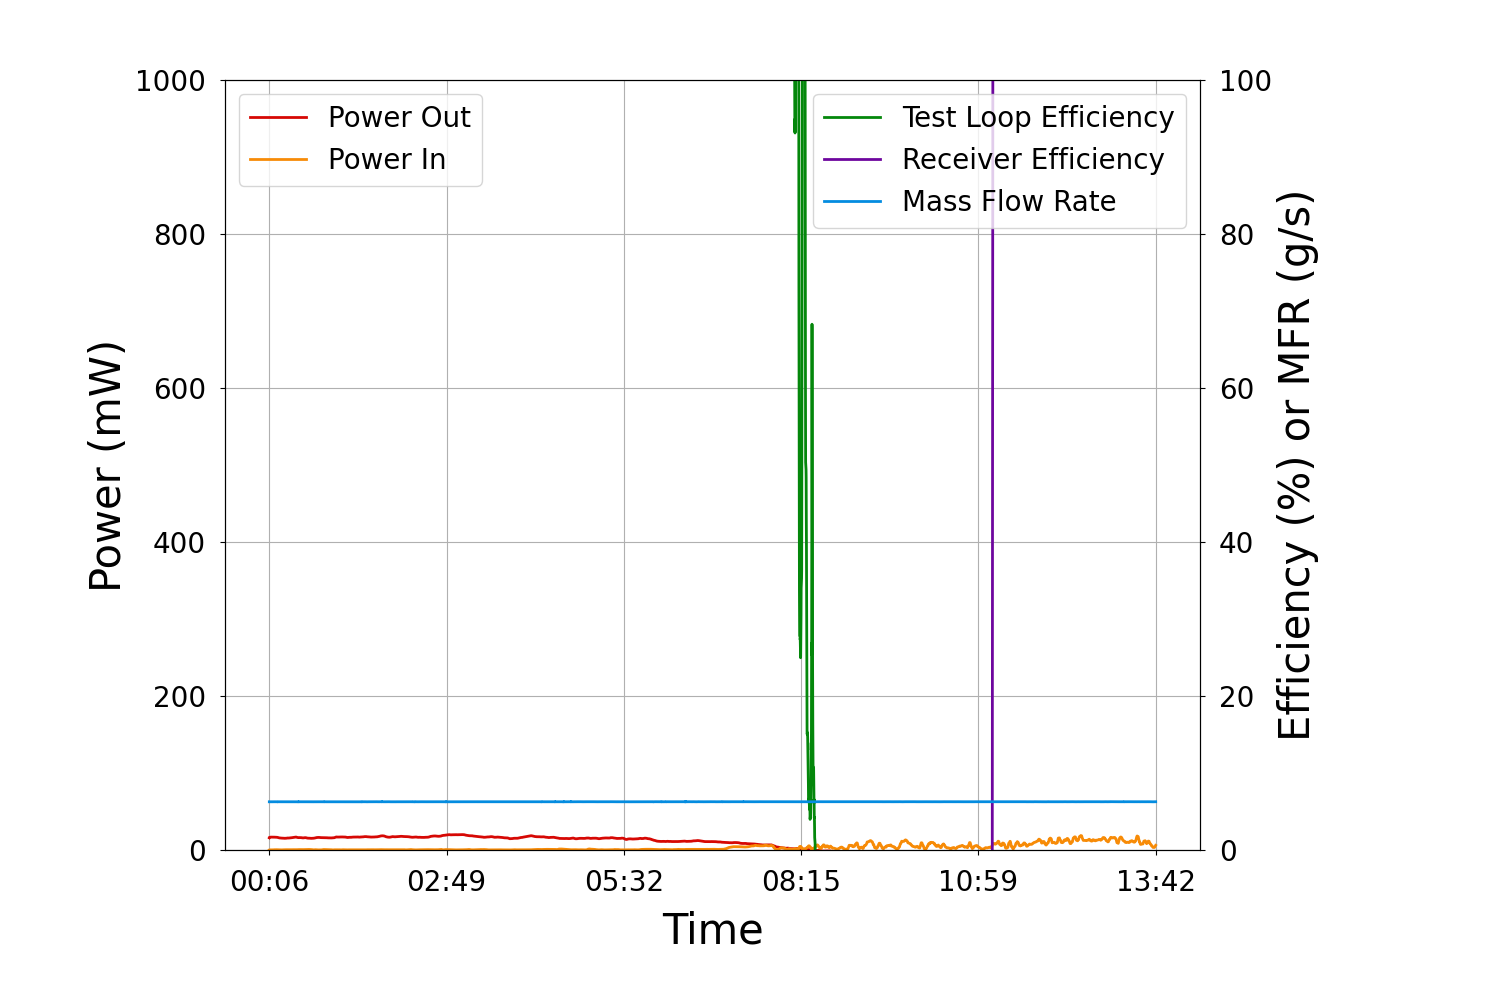 Power Out
Power In
Test Loop Efficiency
Receiver Efficiency
Mass Flow Rate
1000
800
600
400
200
0
Power (mW)
100
80
60
40
20
0
Efficiency (%) or MFR (g/s)
00:06 02:49 05:32 08:15 10:59 13:42
Time